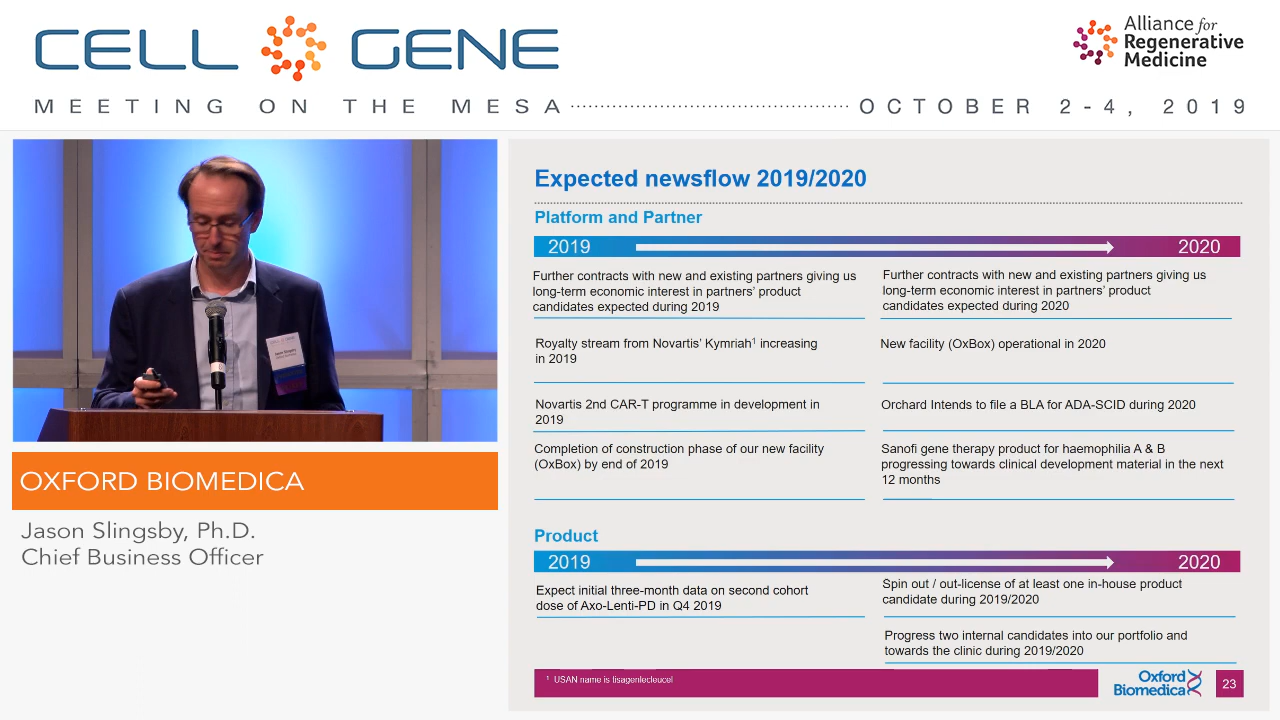 CELL GENE
MEETING ON THE MESA
OCTOBER 2-4, 2019
Alliance for
Regenerative
Medicine
OXFORD BIOMEDICA
Jason Slingsby, Ph.D.
Chief Business Officer
Expected newsflow 2019/2020
Platform and Partner
2019 2020
Further contracts with new and existing partners giving us
long-term economic interest in partners' product
candidates expected during 2019
Further contracts with new and existing partners giving us
long-term economic interest in partners' product
candidates expected during 2020
Royalty stream from Novartis' Kymriah¹ increasing
in 2019
New facility (OxBox) operational in 2020
Novartis 2nd CAR-T programme in development in
2019
Orchard Intends to file a BLA for ADA-SCID during 2020
Completion of construction phase of our new facility
(OxBox) by end of 2019
Sanofi gene therapy product for haemophilia A & B
progressing towards clinical development material in the next
12 months
Product
2019 2020
Expect initial three-month data on second cohort
dose of Axo-Lenti-PD in Q4 2019
Spin out / out-license of at least one in-house product
candidate during 2019/2020
Progress two internal candidates into our portfolio and
towards the clinic during 2019/2020
¹ USAN name is tisagenlecleucel
Oxford
Biomedica
23